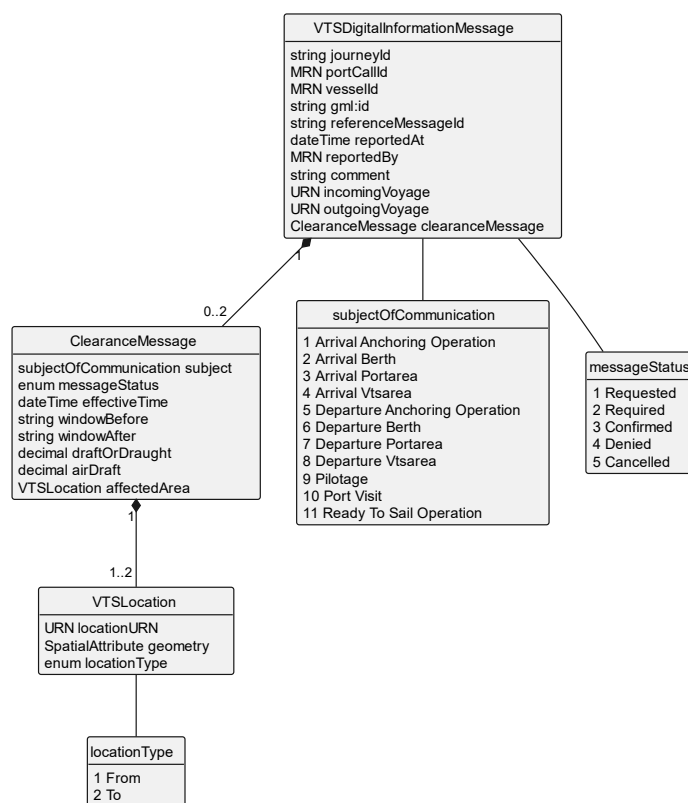 VTSDigitalInformationMessage
string journeyId
MRN portCallId
MRN vesselId
string gml:id
string referenceMessageId
dateTime reportedAt
MRN reportedBy
string comment
URN incomingVoyage
URN outgoingVoyage
ClearanceMessage clearanceMessage
1
0..2
ClearanceMessage
subjectOfCommunication subject
enum messageStatus
dateTime effectiveTime
string windowBefore
string windowAfter
decimal draftOrDraught
decimal airDraft
VTSLocation affectedArea
subjectOfCommunication
1 Arrival Anchoring Operation
2 Arrival Berth
3 Arrival Portarea
4 Arrival Vtsarea
5 Departure Anchoring Operation
6 Departure Berth
7 Departure Portarea
8 Departure Vtsarea
9 Pilotage
10 Port Visit
11 Ready To Sail Operation
messageStatus
1 Requested
2 Required
3 Confirmed
4 Denied
5 Cancelled
1
1..2
VTSLocation
URN locationURN
SpatialAttribute geometry
enum locationType
locationType
1 From
2 To